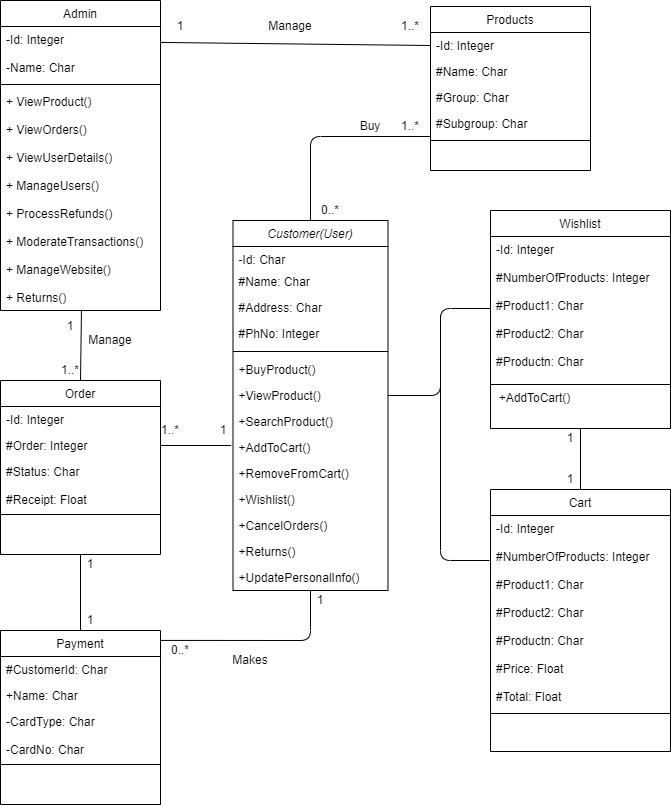 Admin
-Id: Integer
-Name: Char
+ ViewProduct()
+ ViewOrders()
+ ViewUserDetails()
+ ManageUsers()
+ ProcessRefunds()
+ ModerateTransactions()
+ ManageWebsite()
+ Returns()
1
Manage
1..*
Products
-Id: Integer
#Name: Char
#Group: Char
#Subgroup: Char
Buy
1..*
0..*
Customer(User)
-Id: Char
#Name: Char
#Address: Char
#PhNo: Integer
+BuyProduct()
+ViewProduct()
+SearchProduct()
+AddToCart()
+RemoveFromCart()
+Wishlist()
+CancelOrders()
+Returns()
+UpdatePersonalInfo()
Wishlist
-Id: Integer
#NumberOfProducts: Integer
#Product1: Char
#Product2: Char
#Productn: Char
+AddToCart()
1
1
Cart
-Id: Integer
#NumberOfProducts: Integer
#Product1: Char
#Product2: Char
#Productn: Char
#Price: Float
#Total: Float
1
Manage
1..*
Order
-Id: Integer
#Order: Integer
#Status: Char
#Receipt: Float
1..*
1
1
1
Payment
#CustomerId: Char
+Name: Char
-CardType: Char
-CardNo: Char
1
0..*
Makes